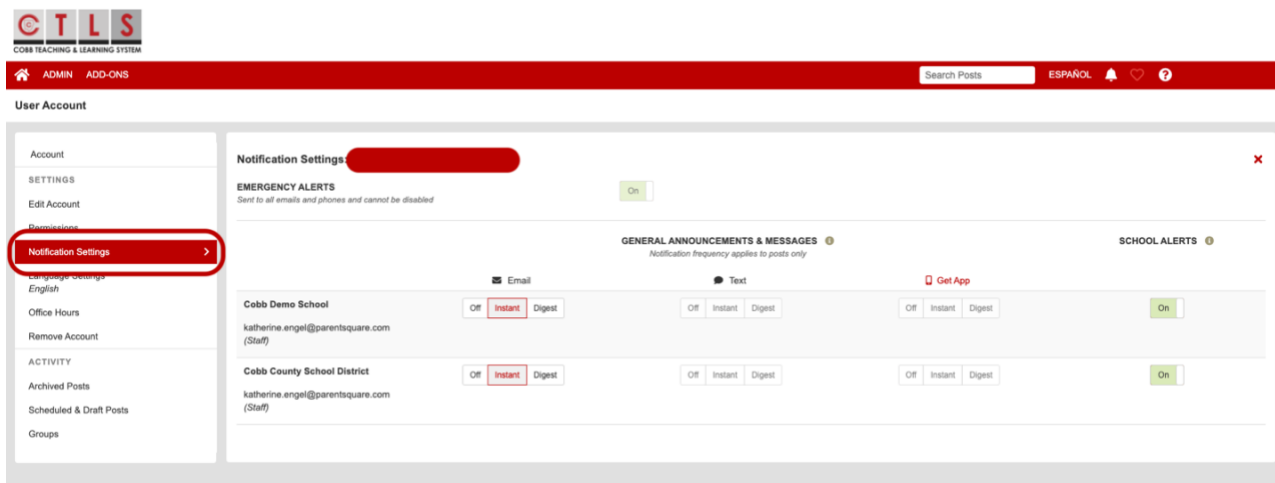 CTLS
COBB TEACHING & LEARNING SYSTEM
ADMIN ADD-ONS Search Posts ESPAÑOL
User Account
Account
SETTINGS
Edit Account
Permissions
Notification Settings
Language Settings
English
Office Hours
Remove Account
ACTIVITY
Archived Posts
Scheduled & Draft Posts
Groups
Notification Settings:
EMERGENCY ALERTS On
Sent to all emails and phones and cannot be disabled
GENERAL ANNOUNCEMENTS & MESSAGES SCHOOL ALERTS
Notification frequency applies to posts only
Email Text Get App
Cobb Demo School Off Instant Digest Off Instant Digest Off Instant Digest On
katherine.engel@parentsquare.com
(Staff)
Cobb County School District Off Instant Digest Off Instant Digest Off Instant Digest On
katherine.engel@parentsquare.com
(Staff)